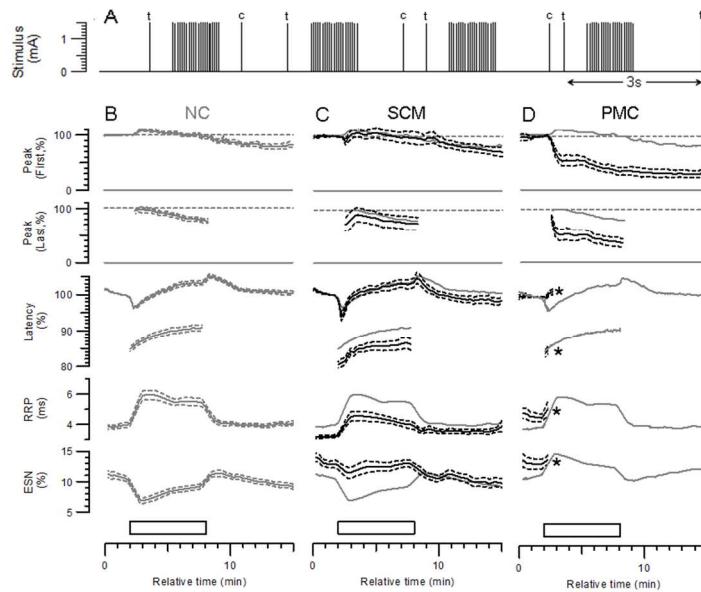 A
t c t c t c t t
Stimulus
(mA)
1
0
3s
B NC C SCM D PMC
Peak
(First,%)
100
0
Peak
(Last,%)
100
0
Latency
(%)
100
90
80
*
*
RRP
(ms)
6
4
*
ESN
(%)
15
10
5
*
0 10 0 10 0 10
Relative time (min) Relative time (min) Relative time (min)